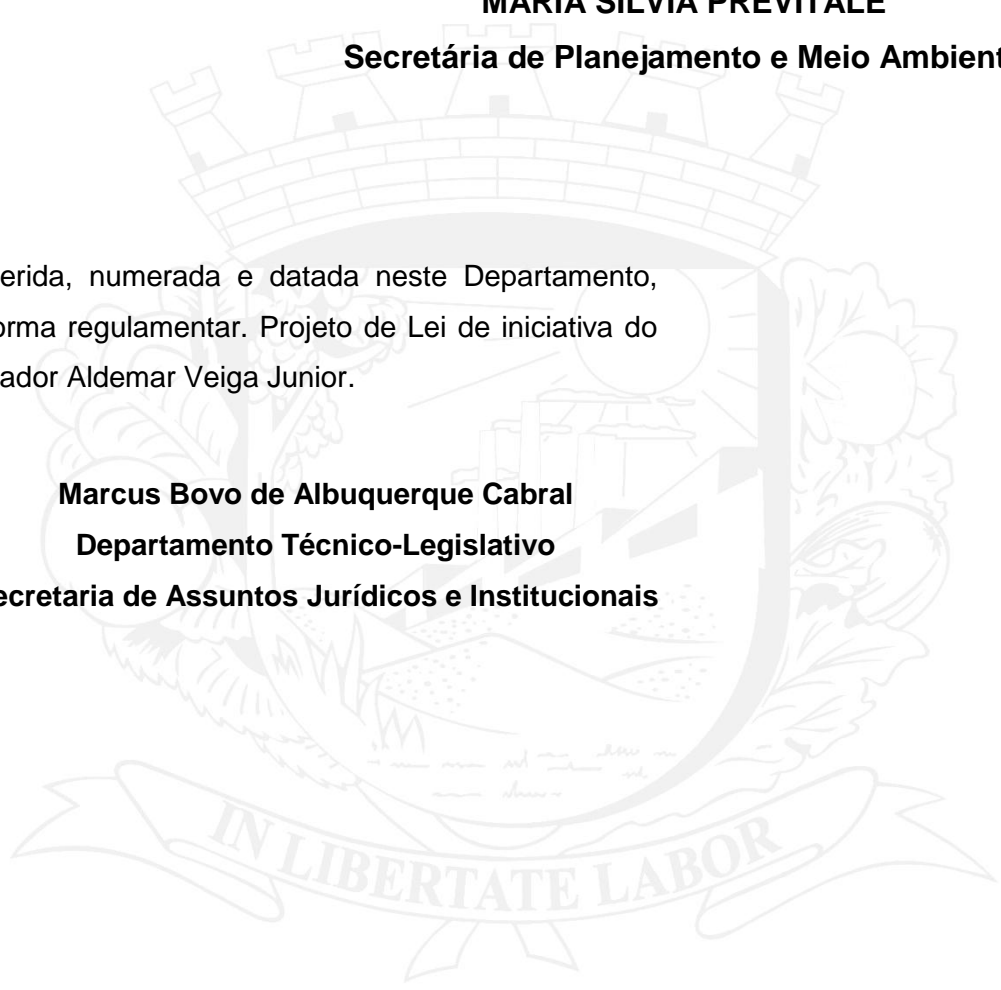 MARIA SILVIA PREVITALE
Secretária de Planejamento e Meio Ambient
erida, numerada e datada neste Departamento,
orma regulamentar. Projeto de Lei de iniciativa do
ador Aldemar Veiga Junior.
Marcus Bovo de Albuquerque Cabral
Departamento Técnico-Legislativo
ecretaria de Assuntos Jurídicos e Institucionais
IN LIBERTATE LABOR